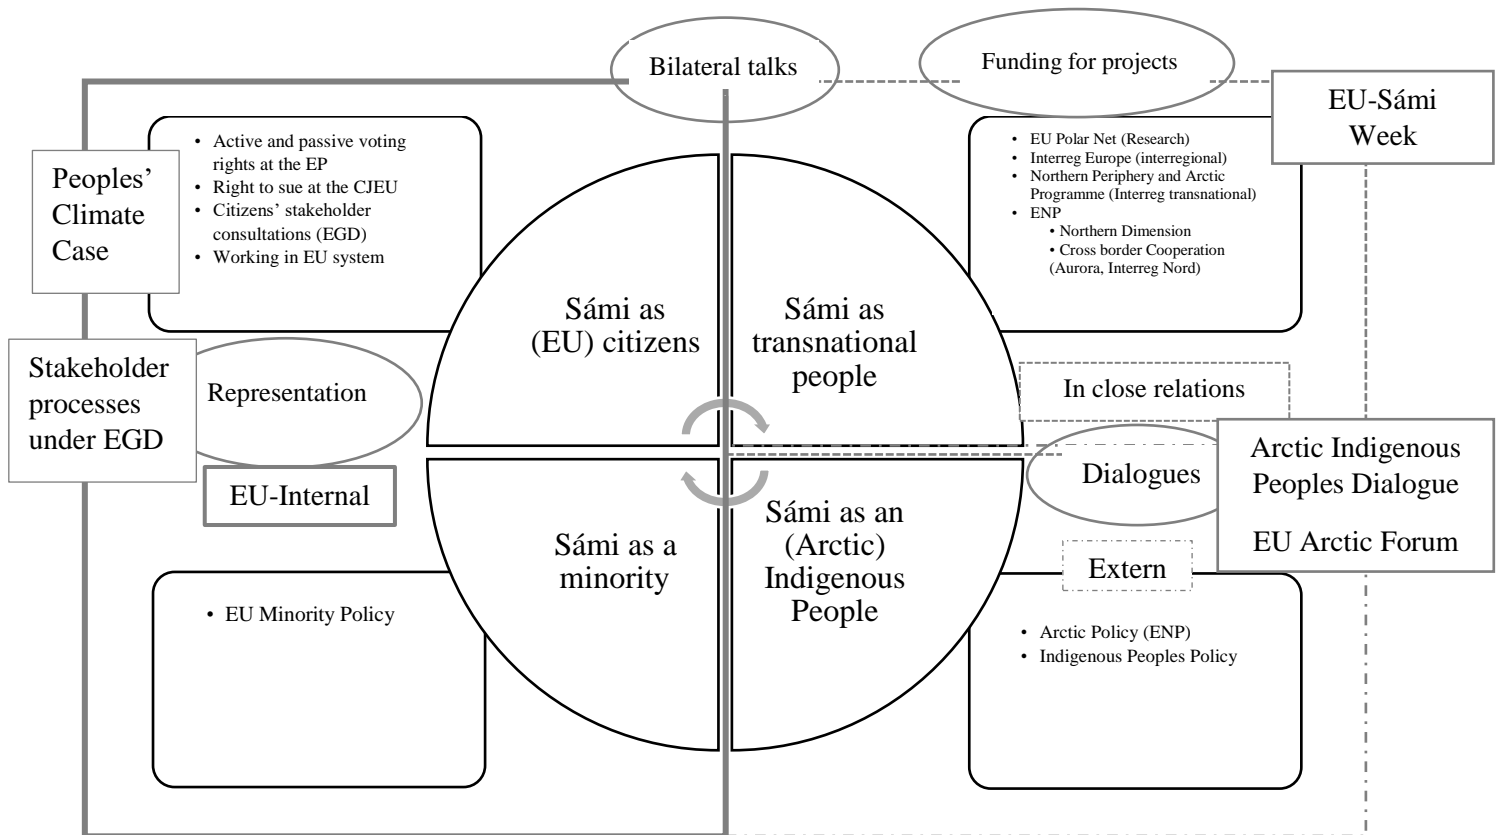 Bilateral talks
Funding for projects
EU-Sámi
Week
Peoples’
Climate
Case
• Active and passive voting
rights at the EP
• Right to sue at the CJEU
• Citizens’ stakeholder
consultations (EGD)
• Working in EU system
• EU Polar Net (Research)
• Interreg Europe (interregional)
• Northern Periphery and Arctic
Programme (Interreg transnational)
• ENP
• Northern Dimension
• Cross border Cooperation
(Aurora, Interreg Nord)
Sámi as
(EU) citizens
Sámi as
transnational
people
Stakeholder
processes
under EGD
Representation
EU-Internal
In close relations
Dialogues
Arctic Indigenous
Peoples Dialogue
EU Arctic Forum
Sámi as a
minority
Sámi as an
(Arctic)
Indigenous
People
Extern
• EU Minority Policy
• Arctic Policy (ENP)
• Indigenous Peoples Policy